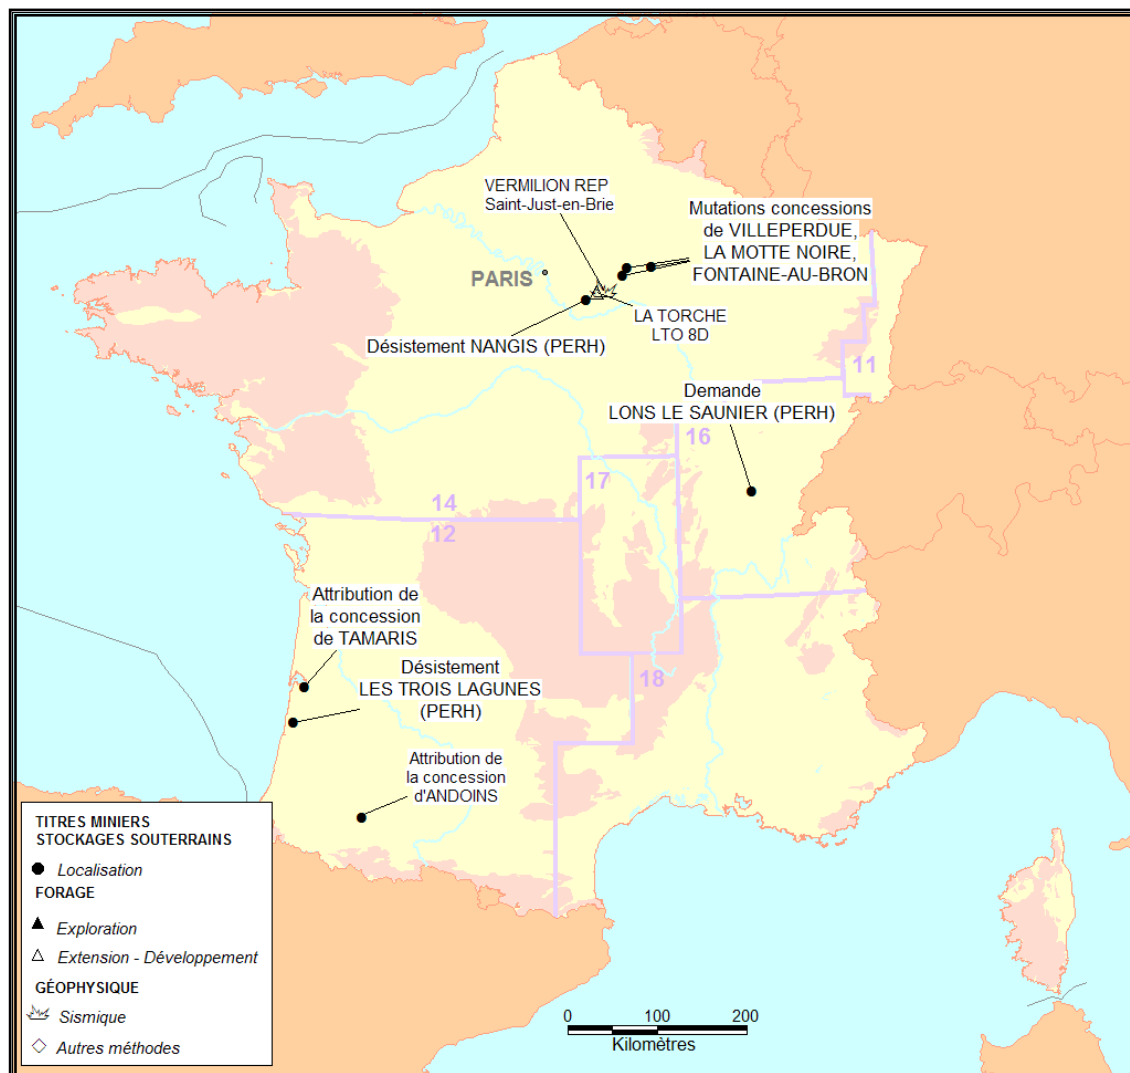 VERMILION REP
Saint-Just-en-Brie
Mutations concessions
de VILLEPERDUE,
LA MOTTE NOIRE,
FONTAINE-AU-BRON
PARIS
LA TORCHE
LTO 8D
Désistement NANGIS (PERH)
11
Demande
LONS LE SAUNIER (PERH)
16
17
14
12
Attribution de
la concession
de TAMARIS
Désistement
LES TROIS LAGUNES
(PERH)
18
Attribution de
la concession
d'ANDOINS
TITRES MINIERS
STOCKAGES SOUTERRAINS
Localisation
FORAGE
Exploration
Extension - Développement
GÉOPHYSIQUE
Sismique
Autres méthodes
0 100 200
Kilomètres